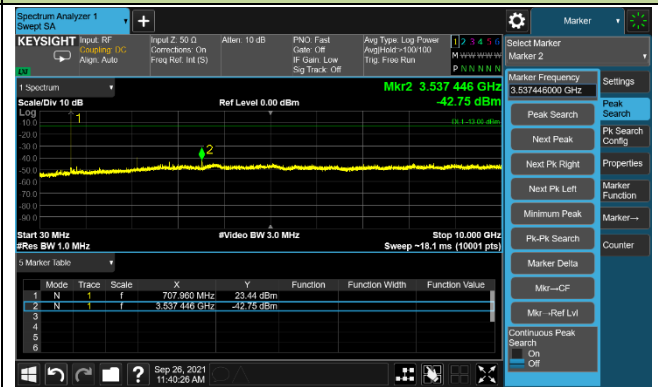 Spectrum Analyzer 1
Swept SA
+
Marker
KEYSIGHT
Input: RF
Coupling: DC
Align: Auto
Input Z: 50 Ω
Corrections: On
Freq Ref: Int (S)
Atten: 10 dB
PNO: Fast
Gate: Off
IF Gain: Low
Sig Track: Off
Avg Type: Log-Power
Avg|Hold:>100/100
Trig: Free Run
1 2 3 4 5 6
M W W W W W
P N N N N N
Select Marker
Marker 2
LXI
1 Spectrum
Scale/Div 10 dB
Ref Level 0.00 dBm
Mkr2 3.537 446 GHz
-42.75 dBm
Log
DL1 -13.00 dBm
-10.0
-20.0
-30.0
-40.0
-50.0
-60.0
-70.0
-80.0
-90.0
1
2
Start 30 MHz
#Res BW 1.0 MHz
#Video BW 3.0 MHz
Stop 10.000 GHz
Sweep ~18.1 ms (10001 pts)
5 Marker Table
Mode Trace Scale X Y Function Function Width Function Value
1 N 1 f 707.960 MHz 23.44 dBm
2 N 1 f 3.537 446 GHz -42.75 dBm
3
4
5
6
Marker Frequency
3.537446000 GHz
Peak Search
Next Peak
Next Pk Right
Next Pk Left
Minimum Peak
Pk-Pk Search
Marker Delta
Mkr→CF
Mkr→Ref Lvl
Continuous Peak Search
On
Off
Settings
Peak Search
Pk Search Config
Properties
Marker Function
Marker→
Counter
?
Sep 26, 2021
11:40:26 AM